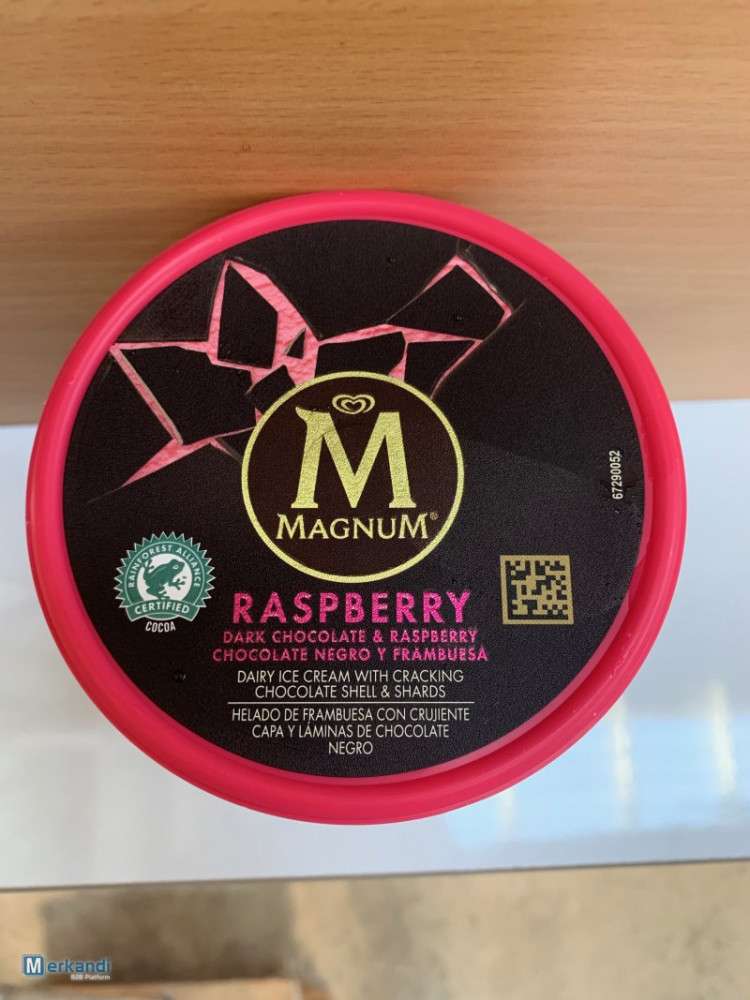 M
MAGNUM®
67290052
RAINFOREST ALLIANCE
CERTIFIED
COCOA
RASPBERRY
DARK CHOCOLATE & RASPBERRY
CHOCOLATE NEGRO Y FRAMBUESA
DAIRY ICE CREAM WITH CRACKING
CHOCOLATE SHELL & SHARDS
HELADO DE FRAMBUESA CON CRUJIENTE
CAPA Y LÁMINAS DE CHOCOLATE
NEGRO
Merkandi
B2B Platform